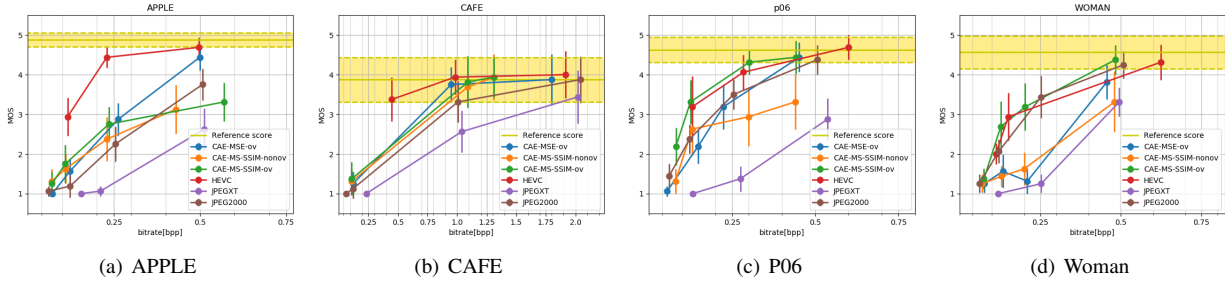 APPLE
MOS
5
4
3
2
1
0.25
0.5
0.75
bitrate[bpp]
Reference score
CAE-MSE-ov
CAE-MS-SSIM-nonov
CAE-MS-SSIM-ov
HEVC
JPEGXT
JPEG2000
(a) APPLE
CAFE
MOS
5
4
3
2
1
0.25
0.5
0.75
1.0
1.25
1.5
1.75
2.0
bitrate[bpp]
Reference score
CAE-MSE-ov
CAE-MS-SSIM-nonov
CAE-MS-SSIM-ov
HEVC
JPEGXT
JPEG2000
(b) CAFE
p06
MOS
5
4
3
2
1
0.25
0.5
0.75
bitrate[bpp]
Reference score
CAE-MSE-ov
CAE-MS-SSIM-nonov
CAE-MS-SSIM-ov
HEVC
JPEGXT
JPEG2000
(c) P06
WOMAN
MOS
5
4
3
2
1
0.25
0.5
0.75
bitrate[bpp]
Reference score
CAE-MSE-ov
CAE-MS-SSIM-nonov
CAE-MS-SSIM-ov
HEVC
JPEGXT
JPEG2000
(d) Woman